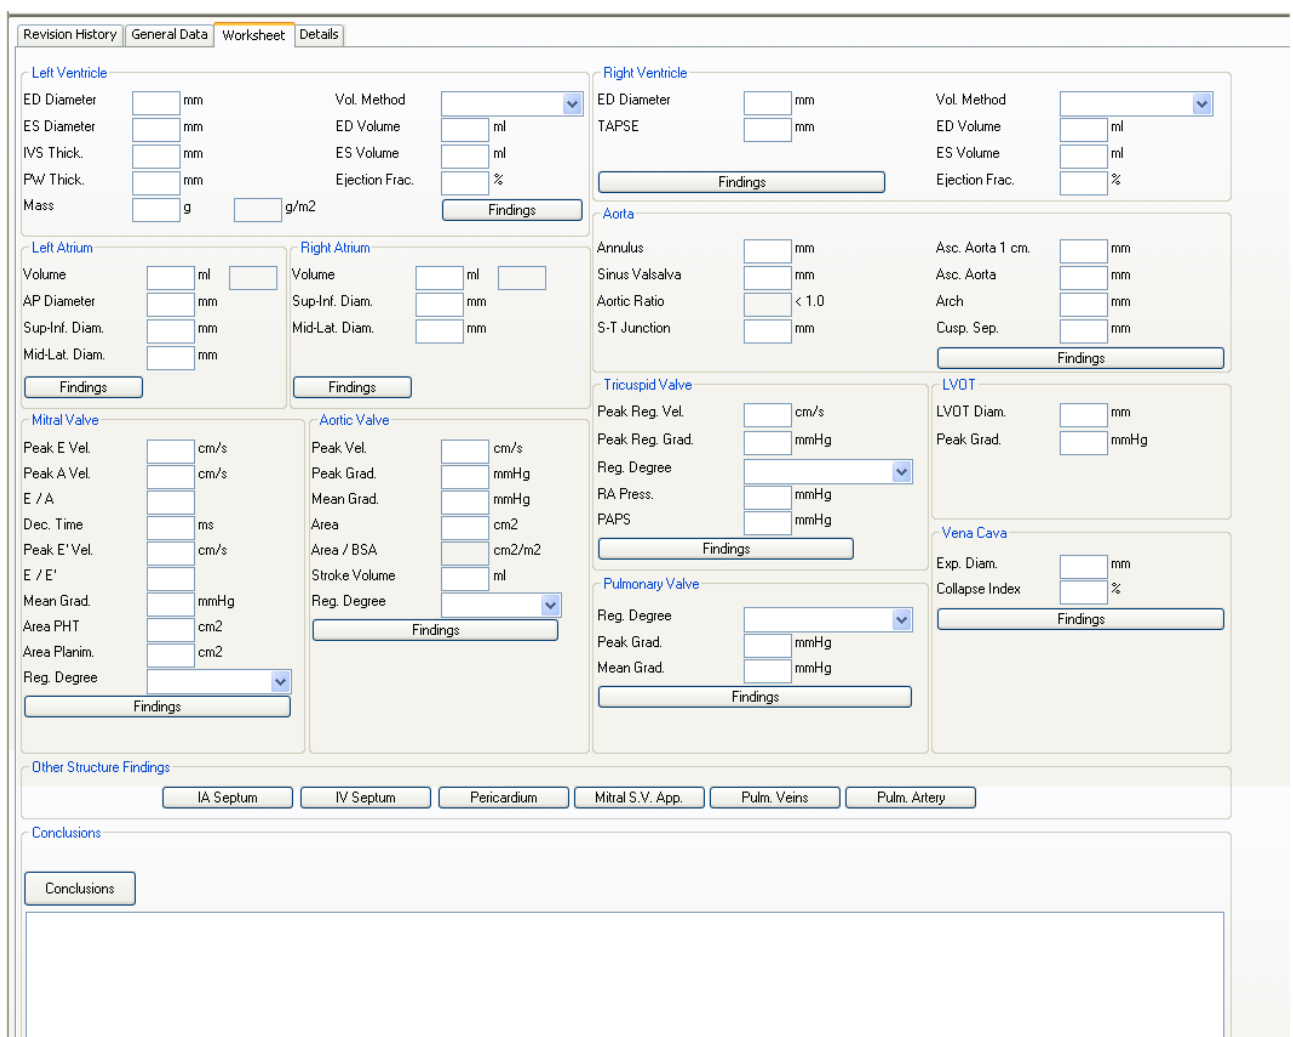 Revision History General Data Worksheet Details
Left Ventricle
ED Diameter mm Vol. Method
ES Diameter mm ED Volume ml
IVS Thick. mm ES Volume ml
PW Thick. mm Ejection Frac. %
Mass g g/m2 Findings
Right Ventricle
ED Diameter mm Vol. Method
TAPSE mm ED Volume ml
ES Volume ml
Findings Ejection Frac. %
Left Atrium
Volume ml
AP Diameter mm
Sup-Inf. Diam. mm
Mid-Lat. Diam. mm
Findings
Right Atrium
Volume ml
Sup-Inf. Diam. mm
Mid-Lat. Diam. mm
Findings
Aorta
Annulus mm Asc. Aorta 1 cm. mm
Sinus Valsalva mm Asc. Aorta mm
Aortic Ratio < 1.0 Arch mm
S-T Junction mm Cusp. Sep. mm
Findings
Mitral Valve
Peak E Vel. cm/s
Peak A Vel. cm/s
E / A
Dec. Time ms
Peak E' Vel. cm/s
E / E'
Mean Grad. mmHg
Area PHT cm2
Area Planim. cm2
Reg. Degree
Findings
Aortic Valve
Peak Vel. cm/s
Peak Grad. mmHg
Mean Grad. mmHg
Area cm2
Area / BSA cm2/m2
Stroke Volume ml
Reg. Degree
Findings
Tricuspid Valve
Peak Reg. Vel. cm/s
Peak Reg. Grad. mmHg
Reg. Degree
RA Press. mmHg
PAPS mmHg
Findings
LVOT
LVOT Diam. mm
Peak Grad. mmHg
Pulmonary Valve
Reg. Degree
Peak Grad. mmHg
Mean Grad. mmHg
Findings
Vena Cava
Exp. Diam. mm
Collapse Index %
Findings
Other Structure Findings
IA Septum IV Septum Pericardium Mitral S.V. App. Pulm. Veins Pulm. Artery
Conclusions
Conclusions